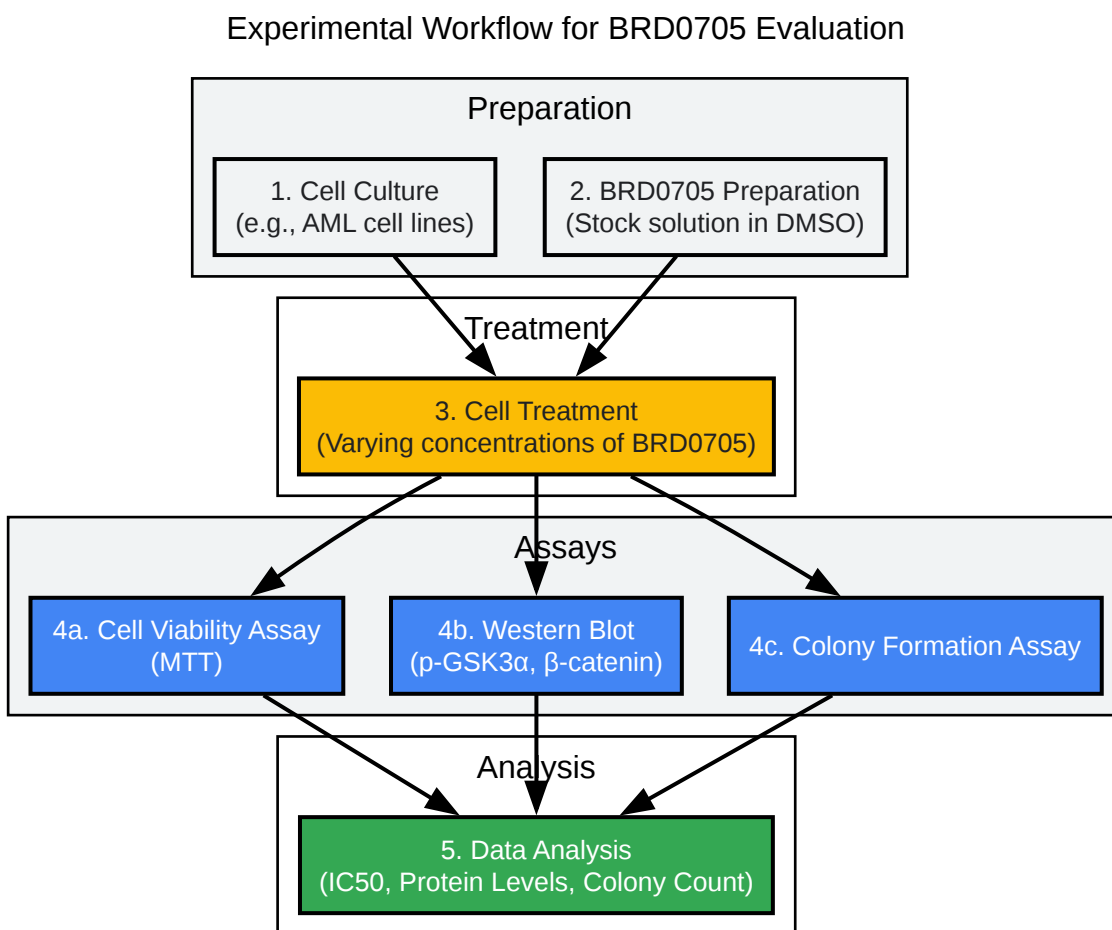 Experimental Workflow for BRD0705 Evaluation
Preparation
1. Cell Culture
(e.g., AML cell lines)
2. BRD0705 Preparation
(Stock solution in DMSO)
Treatment
3. Cell Treatment
(Varying concentrations of BRD0705)
Assays
4a. Cell Viability Assay
(MTT)
4b. Western Blot
(p-GSK3α, β-catenin)
4c. Colony Formation Assay
Analysis
5. Data Analysis
(IC50, Protein Levels, Colony Count)